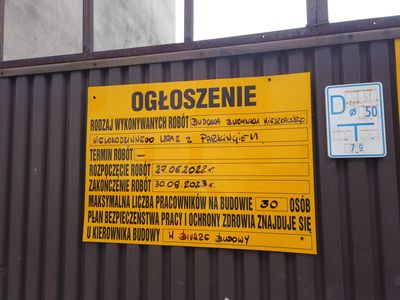 OGŁOSZENIE
RODZAJ WYKONYWANYCH ROBÓT BUDOWA BUDYNKU MIESZKALNEGO
WIELORODZINNEGO WRAZ Z PARKINGIEM
TERMIN ROBÓT —
ROZPOCZĘCIE ROBÓT 27.06.2022r.
ZAKOŃCZENIE ROBÓT 30.08.2023r.
MAKSYMALNA LICZBA PRACOWNIKÓW NA BUDOWIE 30 OSÓB
PLAN BEZPIECZEŃSTWA PRACY I OCHRONY ZDROWIA ZNAJDUJE SIĘ
U KIEROWNIKA BUDOWY W BIURZE BUDOWY
D ø 50
7,9